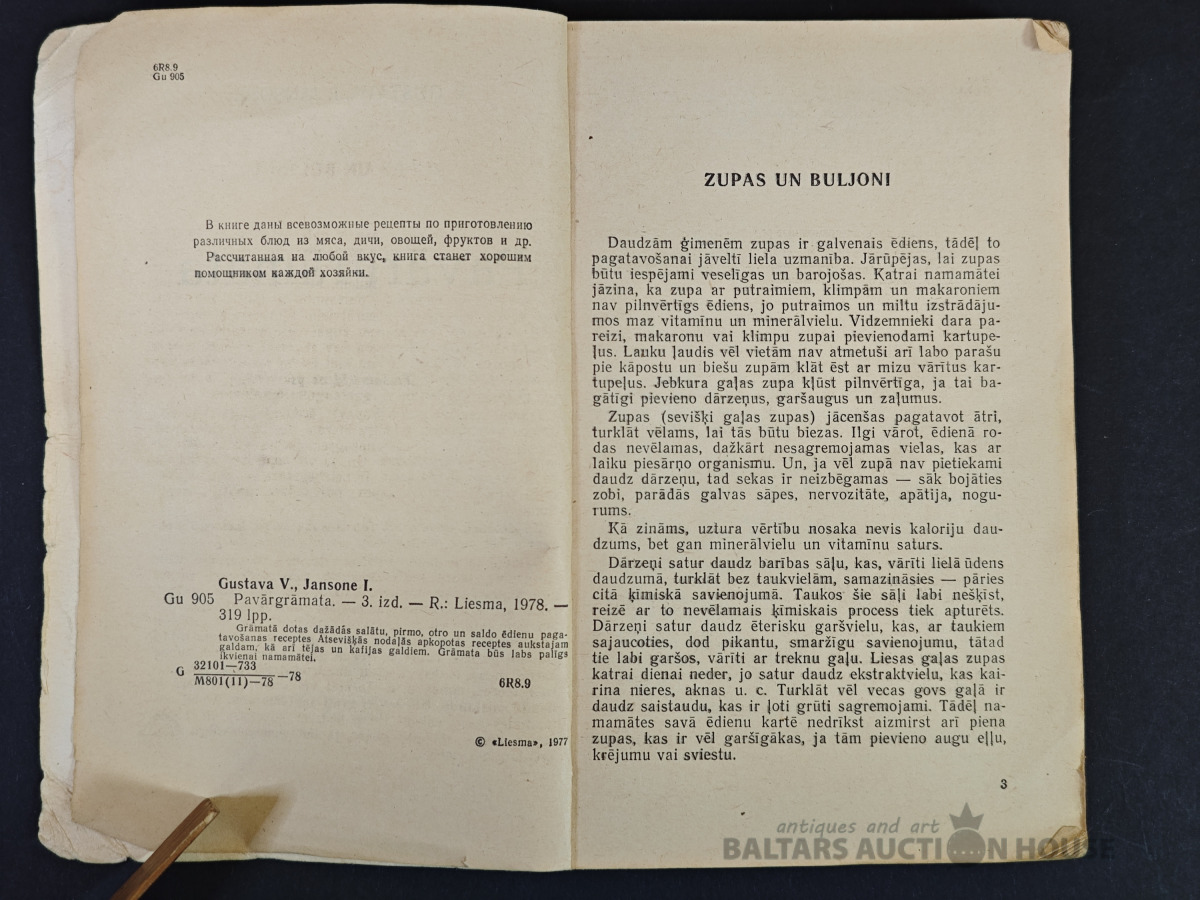 6R8.9
Gu 905
В книге даны всевозможные рецепты по приготовлению
различных блюд из мяса, дичи, овощей, фруктов и др.
Рассчитанная на любой вкус, книга станет хорошим
помощником каждой хозяйки.
Gustava V., Jansone I.
Gu 905 Pavārgrāmata. — 3. izd. — R.: Liesma, 1978. —
319 lpp.
Grāmatā dotas dažādās salātu, pirmo, otro un saldo ēdienu paga-
tavošanas receptes Atsevišķās nodaļās apkopotas receptes aukstajam
galdam, kā arī tējas un kafijas galdiem. Grāmata būs labs palīgs
ikvienai namamātei.
G 32101—733
M801(11)—78 —78
6R8.9
© «Liesma», 1977
ZUPAS UN BULJONI
Daudzām ģimenēm zupas ir galvenais ēdiens, tādēļ to
pagatavošanai jāveltī liela uzmanība. Jārūpējas, lai zupas
būtu iespējami veselīgas un barojošas. Katrai namamātei
jāzina, ka zupa ar putraimiem, klimpām un makaroniem
nav pilnvērtīgs ēdiens, jo putraimos un miltu izstrādāju-
mos maz vitamīnu un minerālvielu. Vidzemnieki dara pa-
reizi, makaronu vai klimpu zupai pievienodami kartupe-
ļus. Lauku ļaudis vēl vietām nav atmetuši arī labo parašu
pie kāpostu un biešu zupām klāt ēst ar mizu vārītus kar-
tupeļus. Jebkura gaļas zupa kļūst pilnvērtīga, ja tai ba-
gātīgi pievieno dārzeņus, garšaugus un zaļumus.
Zupas (sevišķi gaļas zupas) jācenšas pagatavot ātri,
turklāt vēlams, lai tās būtu biezas. Ilgi vārot, ēdienā ro-
das nevēlamas, dažkārt nesagremojamas vielas, kas ar
laiku piesārņo organismu. Un, ja vēl zupā nav pietiekami
daudz dārzeņu, tad sekas ir neizbēgamas — sāk bojāties
zobi, parādās galvas sāpes, nervozitāte, apātija, nogu-
rums.
Kā zināms, uztura vērtību nosaka nevis kaloriju dau-
dzums, bet gan minerālvielu un vitamīnu saturs.
Dārzeņi satur daudz barības sāļu, kas, vārīti lielā ūdens
daudzumā, turklāt bez taukvielām, samazināsies — pāries
citā ķīmiskā savienojumā. Taukos šie sāļi labi nešķīst,
reizē ar to nevēlamais ķīmiskais process tiek apturēts.
Dārzeņi satur daudz ēterisku garšvielu, kas, ar taukiem
sajaucoties, dod pikantu, smaržīgu savienojumu, tātad
tie labi garšos, vārīti ar treknu gaļu. Liesas gaļas zupas
katrai dienai neder, jo satur daudz ekstraktvielu, kas kai-
rina nieres, aknas u. c. Turklāt vēl vecas govs gaļā ir
daudz saistaudu, kas ir ļoti grūti sagremojami. Tādēļ na-
mamātes savā ēdienu kartē nedrīkst aizmirst arī piena
zupas, kas ir vēl garšīgākas, ja tām pievieno augu eļļu,
krējumu vai sviestu.
3
antiques and art
BALTARS AUCTION HOUSE